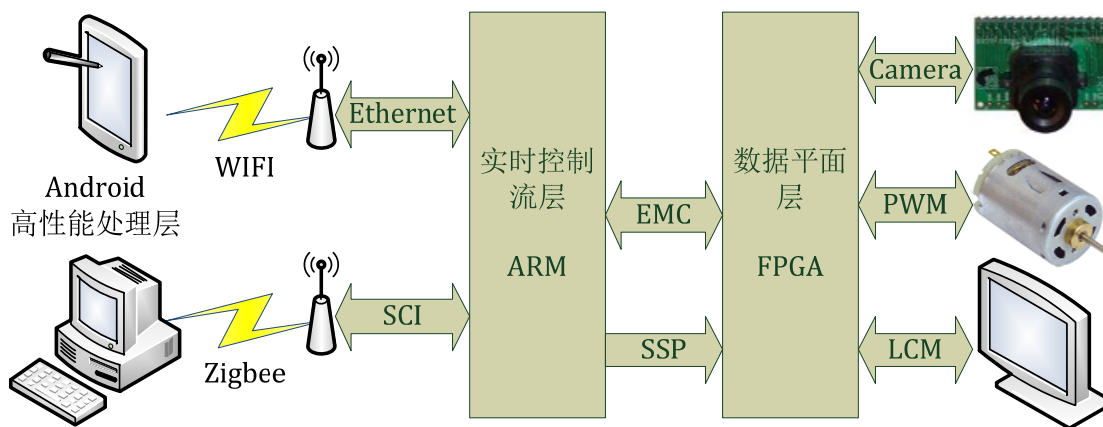 Android
高性能处理层
WIFI
Zigbee
Ethernet
SCI
实时控制
流层
ARM
EMC
SSP
数据平面
层
FPGA
Camera
PWM
LCM